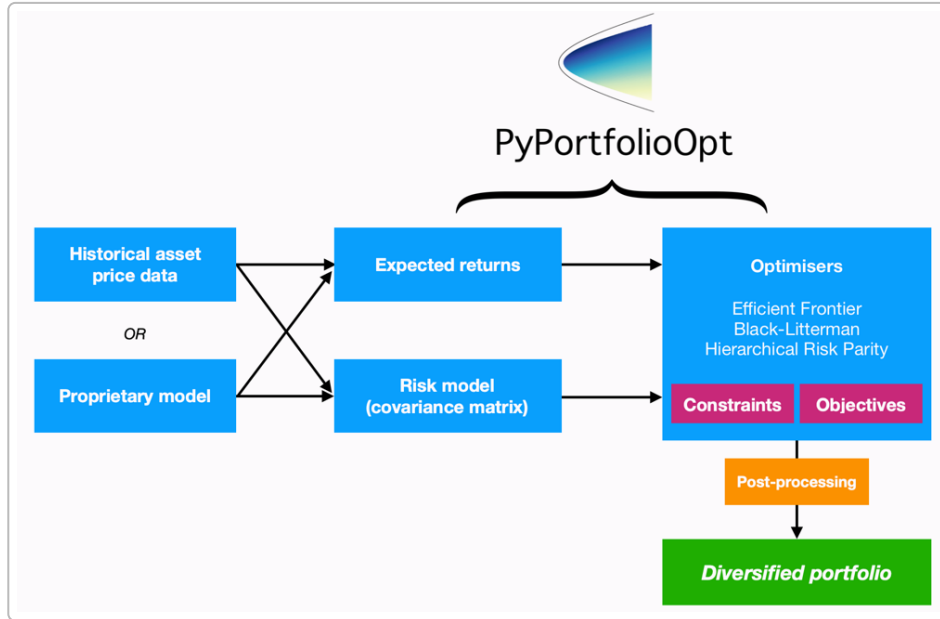 PyPortfolioOpt
Historical asset
price data
OR
Proprietary model
Expected returns
Risk model
(covariance matrix)
Optimisers
Efficient Frontier
Black-Litterman
Hierarchical Risk Parity
Constraints
Objectives
Post-processing
Diversified portfolio